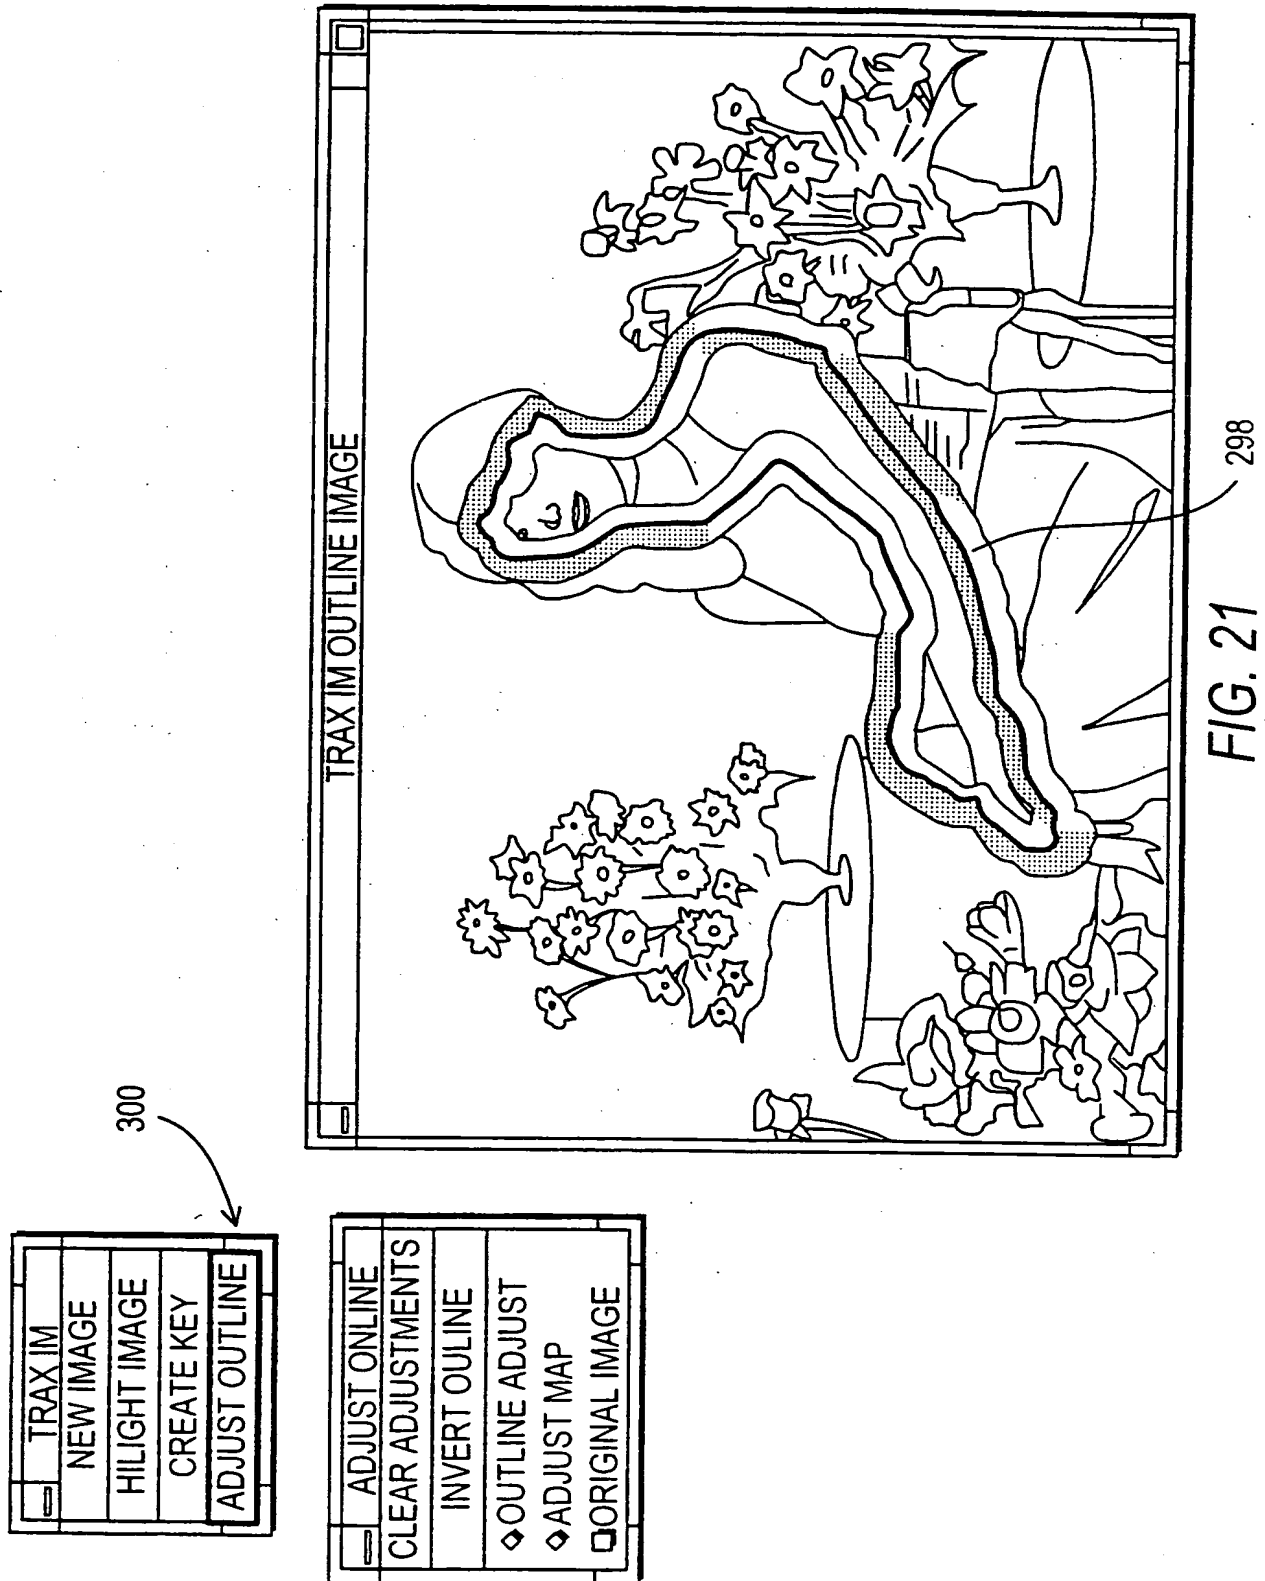 TRAX IM
NEW IMAGE
HILIGHT IMAGE
CREATE KEY
ADJUST OUTLINE
300
ADJUST ONLINE
CLEAR ADJUSTMENTS
INVERT OULINE
OUTLINE ADJUST
ADJUST MAP
ORIGINAL IMAGE
TRAX IM OUTLINE IMAGE
298
FIG. 21